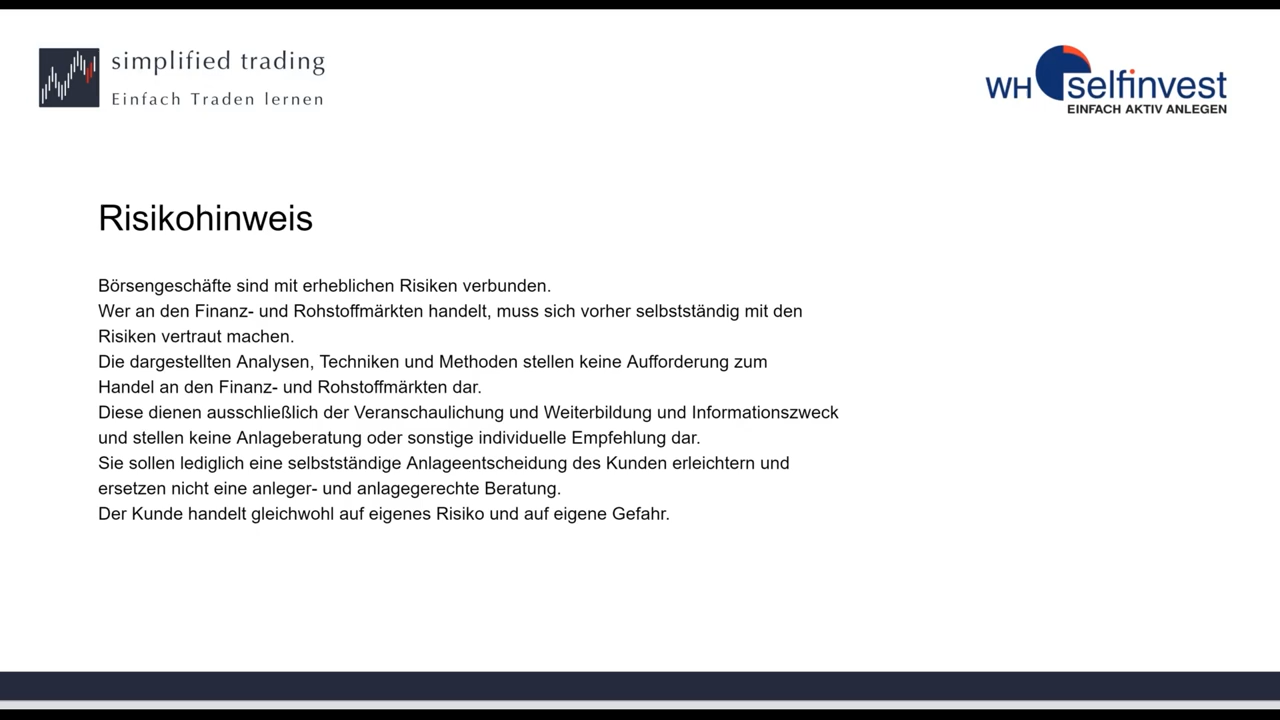 simplified trading
Einfach Traden lernen
WH selfinvest
EINFACH AKTIV ANLEGEN
Risikohinweis
Börsengeschäfte sind mit erheblichen Risiken verbunden.
Wer an den Finanz- und Rohstoffmärkten handelt, muss sich vorher selbstständig mit den
Risiken vertraut machen.
Die dargestellten Analysen, Techniken und Methoden stellen keine Aufforderung zum
Handel an den Finanz- und Rohstoffmärkten dar.
Diese dienen ausschließlich der Veranschaulichung und Weiterbildung und Informationszweck
und stellen keine Anlageberatung oder sonstige individuelle Empfehlung dar.
Sie sollen lediglich eine selbstständige Anlageentscheidung des Kunden erleichtern und
ersetzen nicht eine anleger- und anlagegerechte Beratung.
Der Kunde handelt gleichwohl auf eigenes Risiko und auf eigene Gefahr.